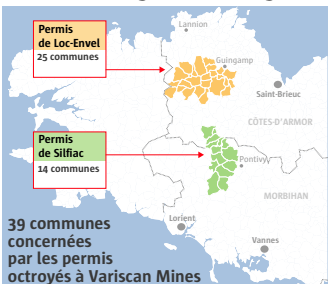 Permis
de Loc-Envel
25 communes
Lannion
Guingamp
Saint-Brieuc
CÔTES-D'ARMOR
Permis
de Silfiac
14 communes
Pontivy
MORBIHAN
Lorient
Vannes
39 communes
concernées
par les permis
octroyés à Variscan Mines